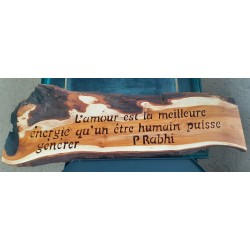 L'amour est la meilleure
énergie qu'un être humain puisse
générer P Rabhi